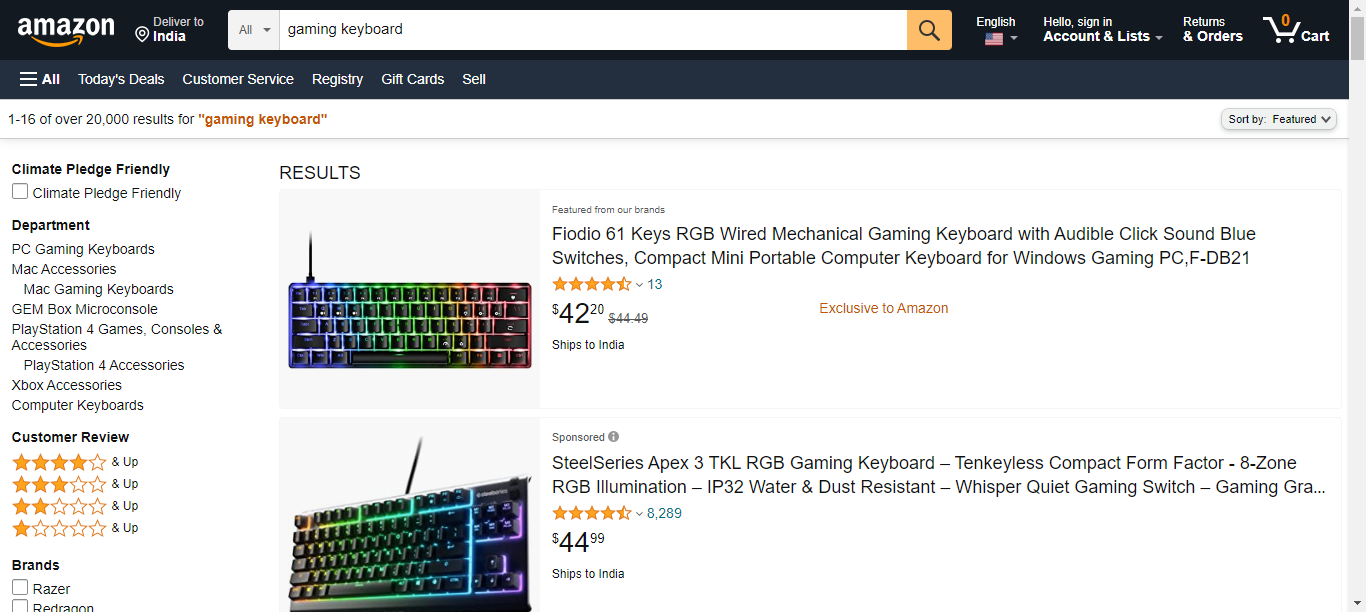 amazon
Deliver to
India
All
gaming keyboard
English
Hello, sign in
Account & Lists
Returns
& Orders
0
Cart
All
Today's Deals
Customer Service
Registry
Gift Cards
Sell
1-16 of over 20,000 results for "gaming keyboard"
Sort by: Featured
Climate Pledge Friendly
Climate Pledge Friendly
Department
PC Gaming Keyboards
Mac Accessories
Mac Gaming Keyboards
GEM Box Microconsole
PlayStation 4 Games, Consoles &
Accessories
PlayStation 4 Accessories
Xbox Accessories
Computer Keyboards
Customer Review
& Up
& Up
& Up
& Up
Brands
Razer
Redragon
RESULTS
Featured from our brands
Fiodio 61 Keys RGB Wired Mechanical Gaming Keyboard with Audible Click Sound Blue
Switches, Compact Mini Portable Computer Keyboard for Windows Gaming PC,F-DB21
13
$4220 $44.49
Exclusive to Amazon
Ships to India
steelseries
Sponsored
SteelSeries Apex 3 TKL RGB Gaming Keyboard – Tenkeyless Compact Form Factor - 8-Zone
RGB Illumination – IP32 Water & Dust Resistant – Whisper Quiet Gaming Switch – Gaming Gra...
8,289
$4499
Ships to India